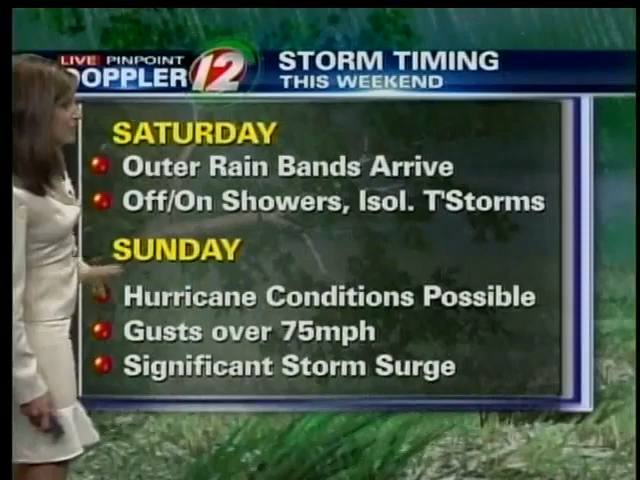 LIVE PINPOINT
DOPPLER 12
STORM TIMING
THIS WEEKEND
SATURDAY
Outer Rain Bands Arrive
Off/On Showers, Isol. T'Storms
SUNDAY
Hurricane Conditions Possible
Gusts over 75mph
Significant Storm Surge